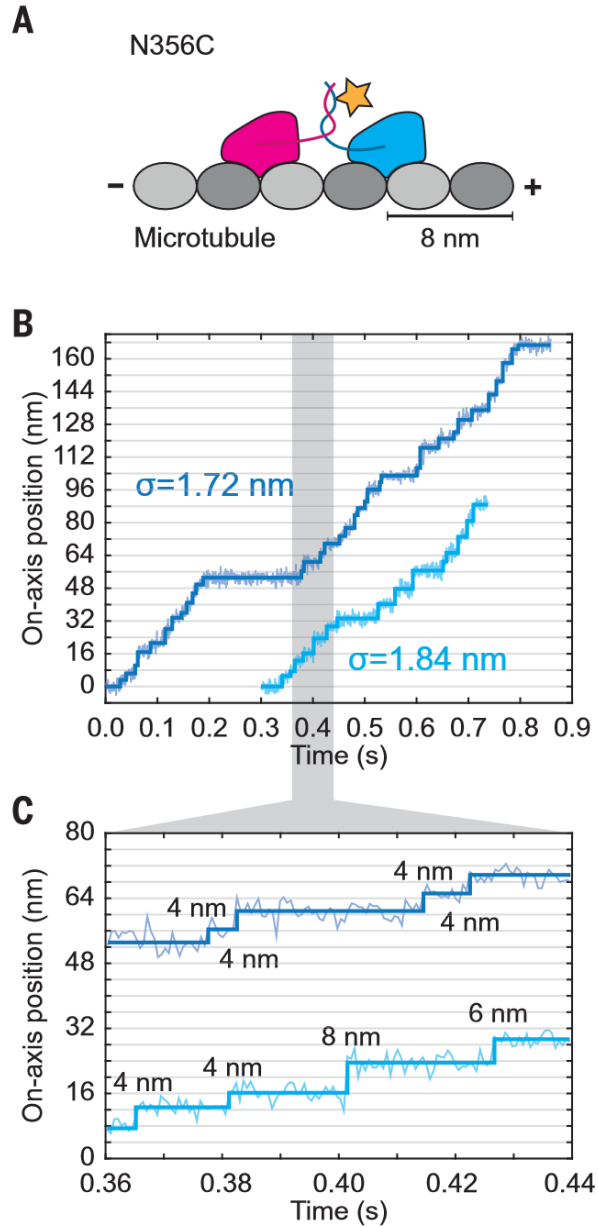 A
N356C
- +
Microtubule 8 nm
B
On-axis position (nm)
160
144
128
112
96
80
64
48
32
16
0
σ=1.72 nm
σ=1.84 nm
0.0 0.1 0.2 0.3 0.4 0.5 0.6 0.7 0.8 0.9
Time (s)
C
On-axis position (nm)
80
64
48
32
16
0
4 nm
4 nm
4 nm
4 nm
4 nm
4 nm
8 nm
6 nm
0.36 0.38 0.40 0.42 0.44
Time (s)